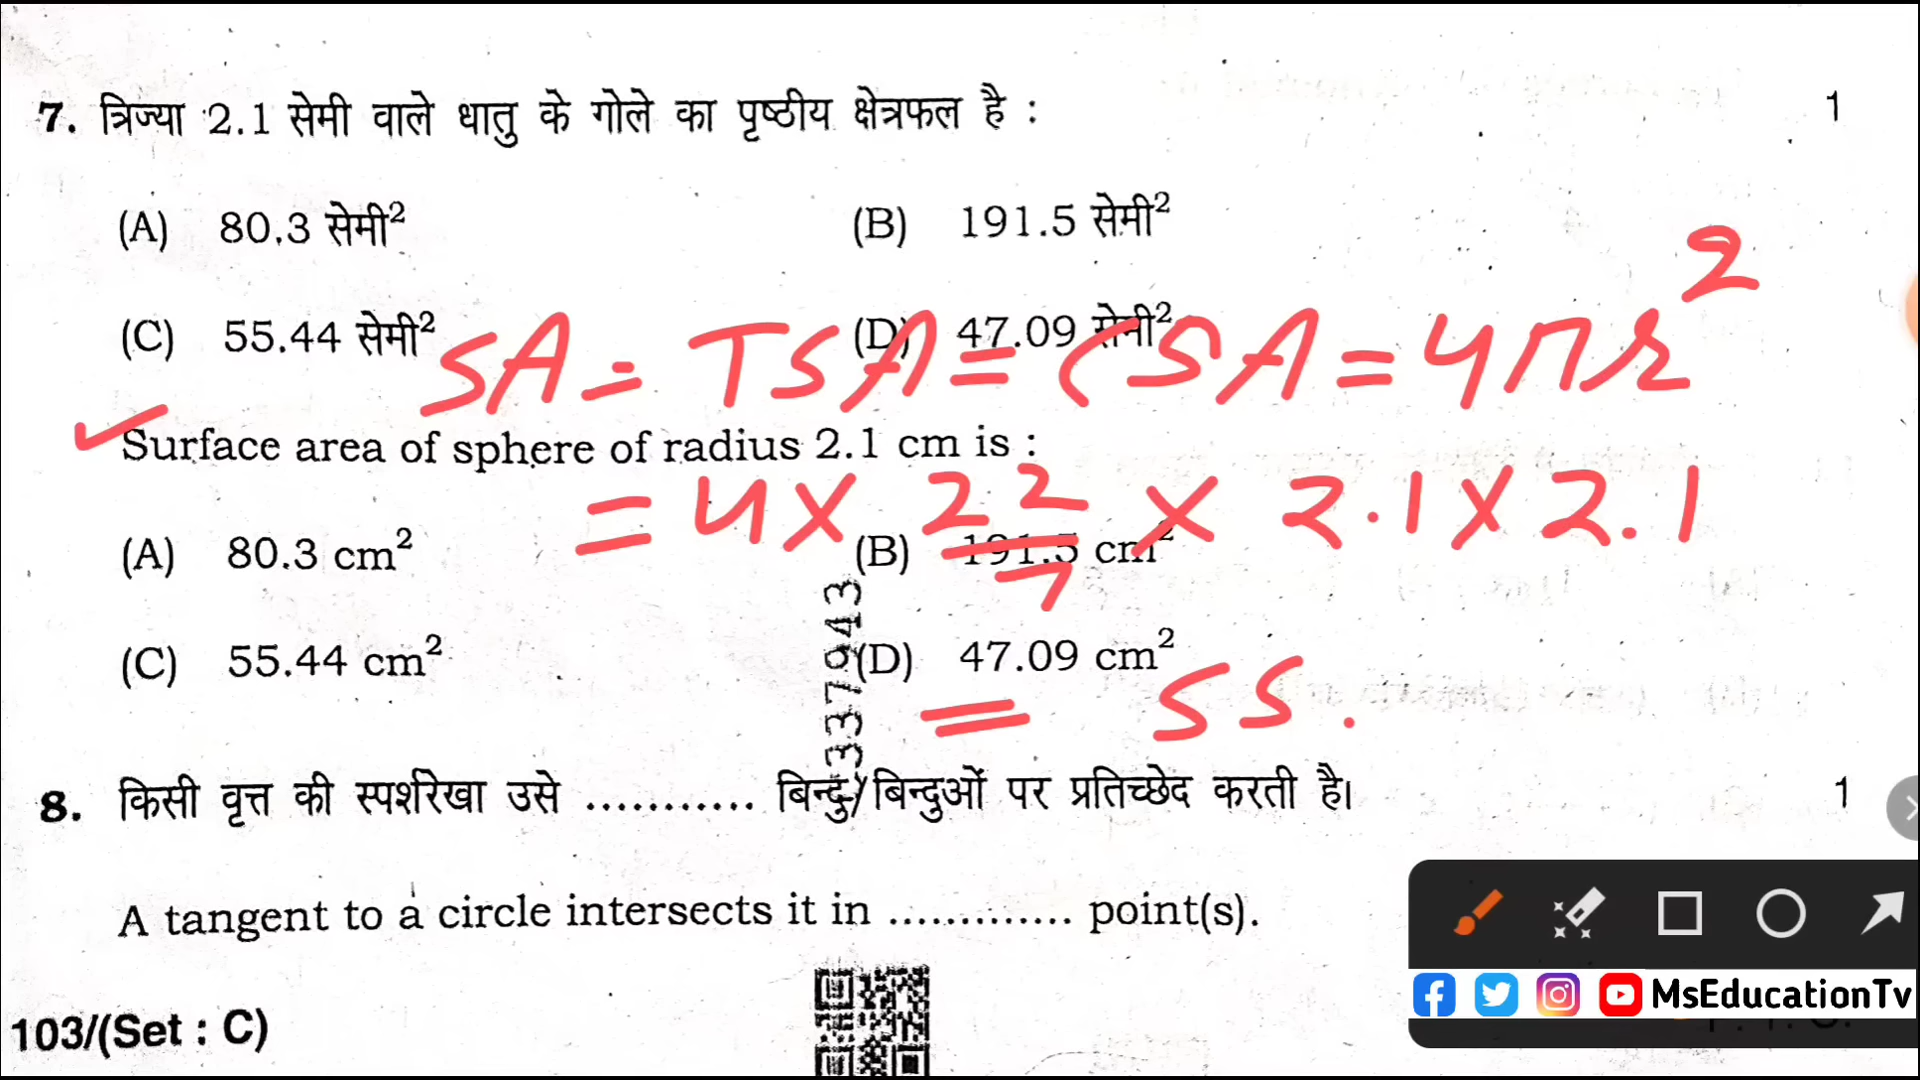 7. त्रिज्या 2.1 सेमी वाले धातु के गोले का पृष्ठीय क्षेत्रफल है : 1
(A) 80.3 सेमी² (B) 191.5 सेमी²
(C) 55.44 सेमी² (D) 47.09 सेमी²
SA = TSA = CSA = 4πr²
Surface area of sphere of radius 2.1 cm is :
= 4 × 22/7 × 2.1 × 2.1
(A) 80.3 cm² (B) 191.5 cm²
(C) 55.44 cm² (D) 47.09 cm²
= 55.
3337943
8. किसी वृत्त की स्पर्शरेखा उसे ........... बिन्दु/बिन्दुओं पर प्रतिच्छेद करती है। 1
A tangent to a circle intersects it in ............. point(s).
103/(Set : C)
MsEducationTv